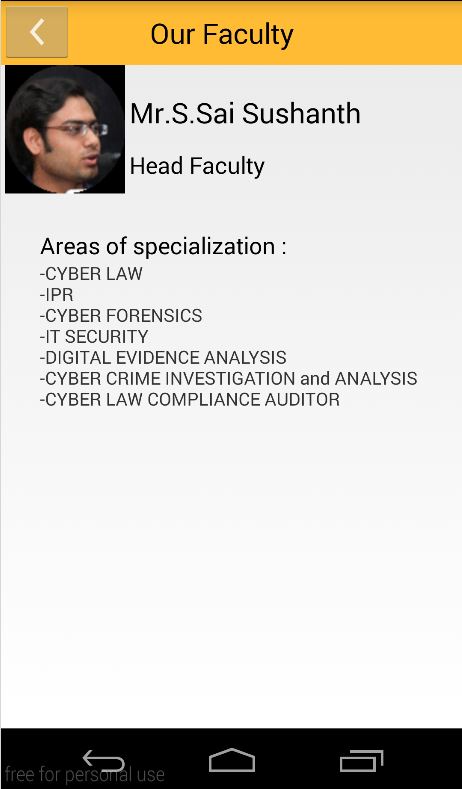 Our Faculty
Mr.S.Sai Sushanth
Head Faculty
Areas of specialization :
-CYBER LAW
-IPR
-CYBER FORENSICS
-IT SECURITY
-DIGITAL EVIDENCE ANALYSIS
-CYBER CRIME INVESTIGATION and ANALYSIS
-CYBER LAW COMPLIANCE AUDITOR
free for personal use